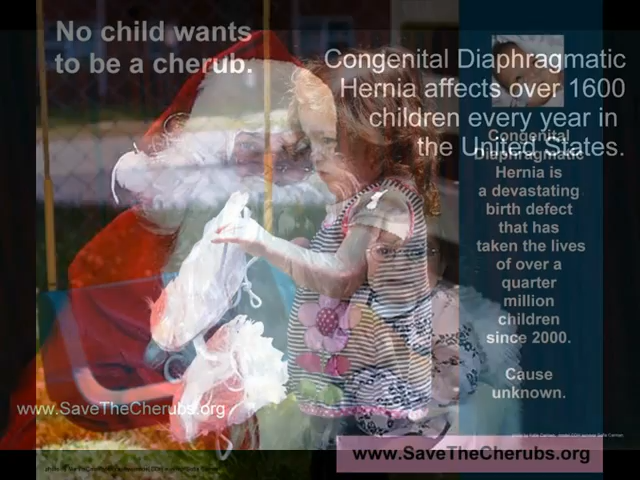 No child wants
to be a cherub.
Congenital Diaphragmatic
Hernia affects over 1600
children every year in
the United States.
Congenital
Diaphragmatic
Hernia is
a devastating
birth defect
that has
taken the lives
of over a
quarter
million
children
since 2000.
Cause
unknown.
www.SaveTheCherubs.org
www.SaveTheCherubs.org